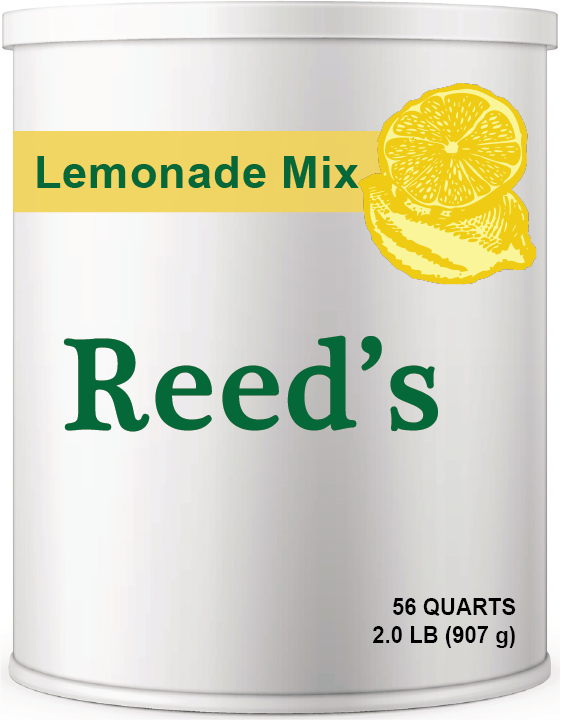 Lemonade Mix
Reed’s
56 QUARTS
2.0 LB (907 g)